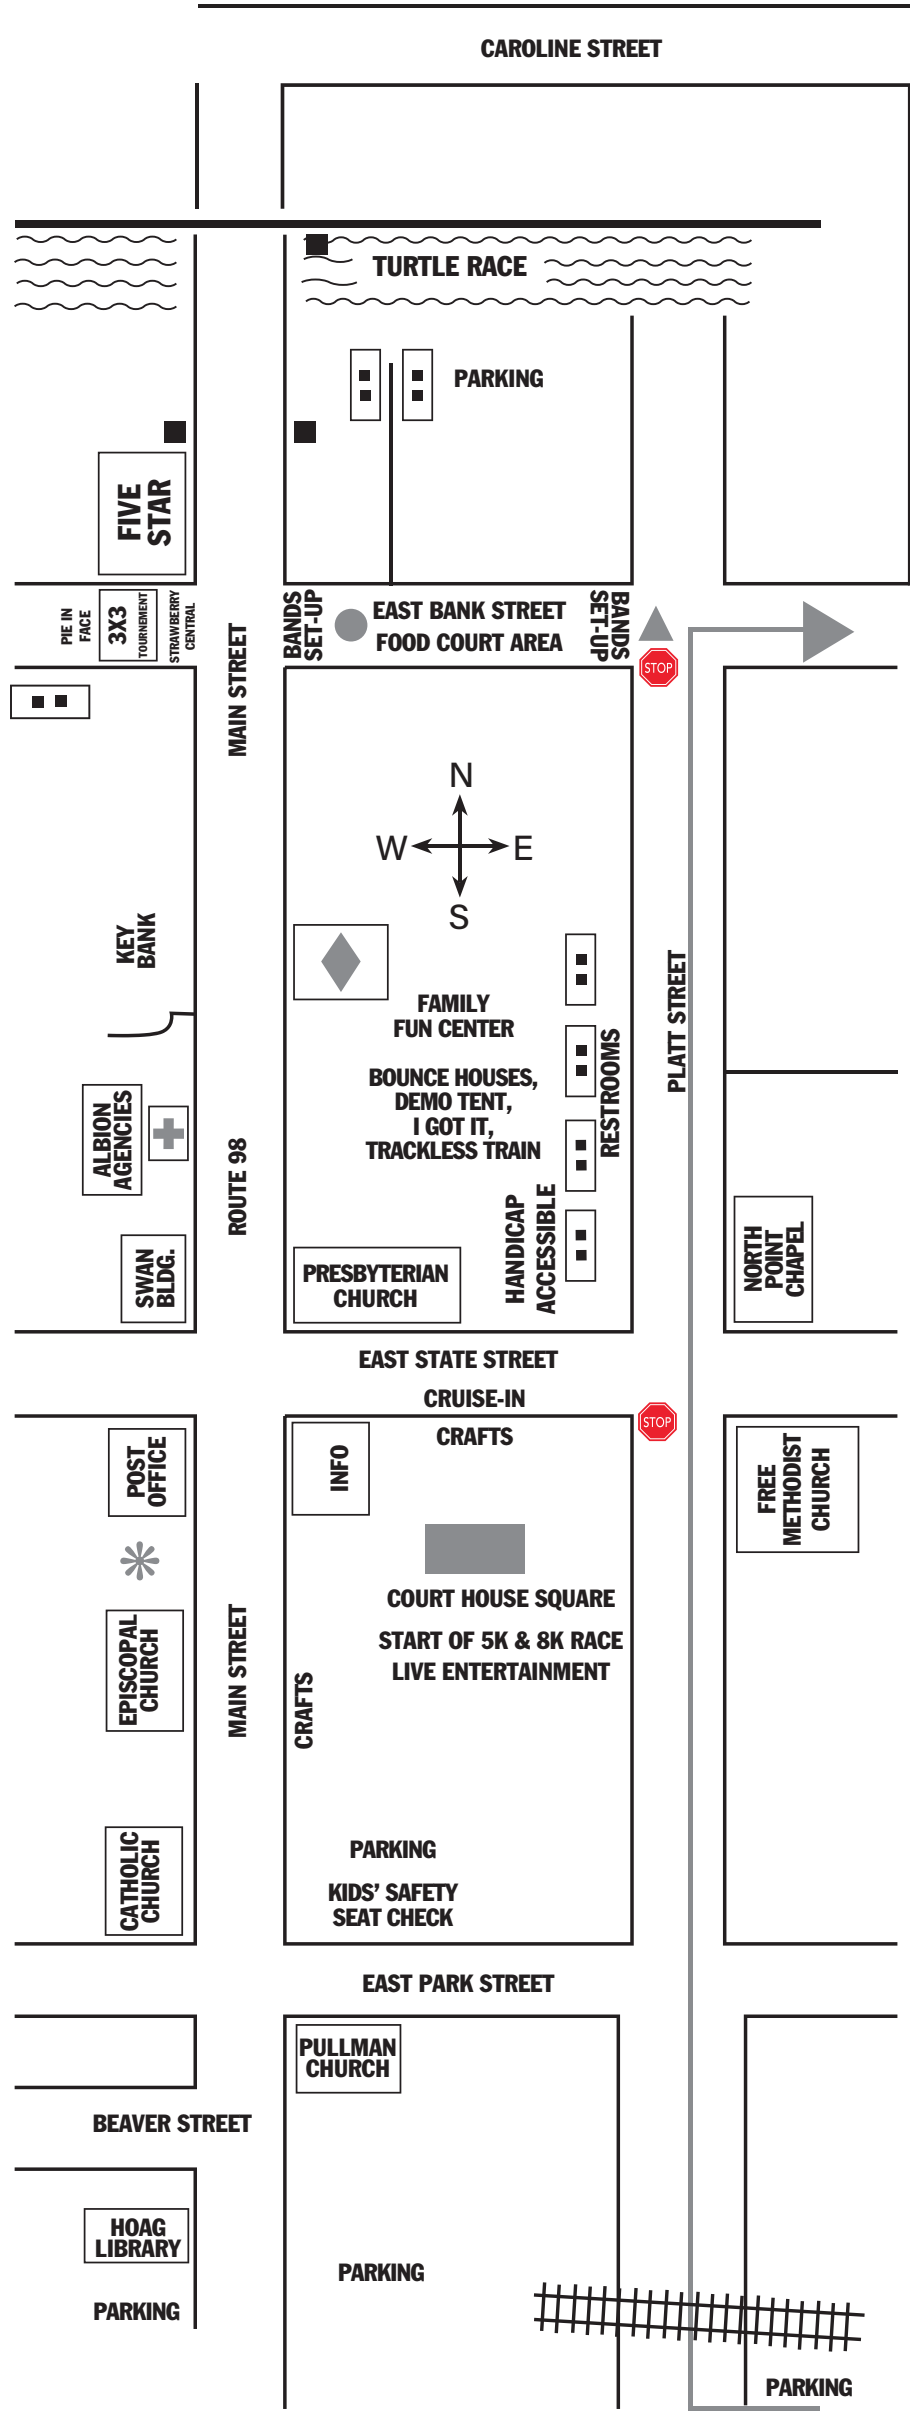 CAROLINE STREET
TURTLE RACE
PARKING
FIVE
STAR
PIE IN
FACE
3X3
TOURNEMENT
STRAWBERRY
CENTRAL
MAIN STREET
BANDS
SET-UP
EAST BANK STREET
FOOD COURT AREA
BANDS
SET-UP
STOP
N
W
E
S
KEY
BANK
FAMILY
FUN CENTER
BOUNCE HOUSES,
DEMO TENT,
I GOT IT,
TRACKLESS TRAIN
RESTROOMS
PLATT STREET
ALBION
AGENCIES
ROUTE 98
HANDICAP
ACCESSIBLE
SWAN
BLDG.
PRESBYTERIAN
CHURCH
NORTH
POINT
CHAPEL
EAST STATE STREET
CRUISE-IN
CRAFTS
STOP
POST
OFFICE
INFO
FREE
METHODIST
CHURCH
COURT HOUSE SQUARE
START OF 5K & 8K RACE
LIVE ENTERTAINMENT
EPISCOPAL
CHURCH
MAIN STREET
CRAFTS
CATHOLIC
CHURCH
PARKING
KIDS’ SAFETY
SEAT CHECK
EAST PARK STREET
PULLMAN
CHURCH
BEAVER STREET
HOAG
LIBRARY
PARKING
PARKING
PARKING